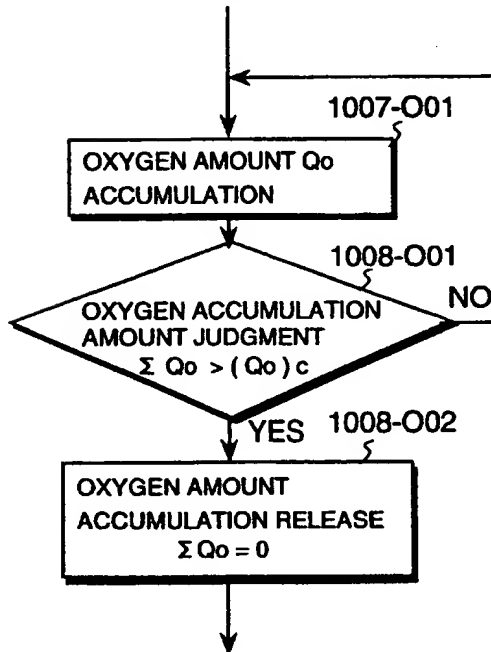 1007-O01
OXYGEN AMOUNT Qo
ACCUMULATION
1008-O01
NO
OXYGEN ACCUMULATION
AMOUNT JUDGMENT
Σ Qo > ( Qo ) c
YES
1008-O02
OXYGEN AMOUNT
ACCUMULATION RELEASE
Σ Qo = 0